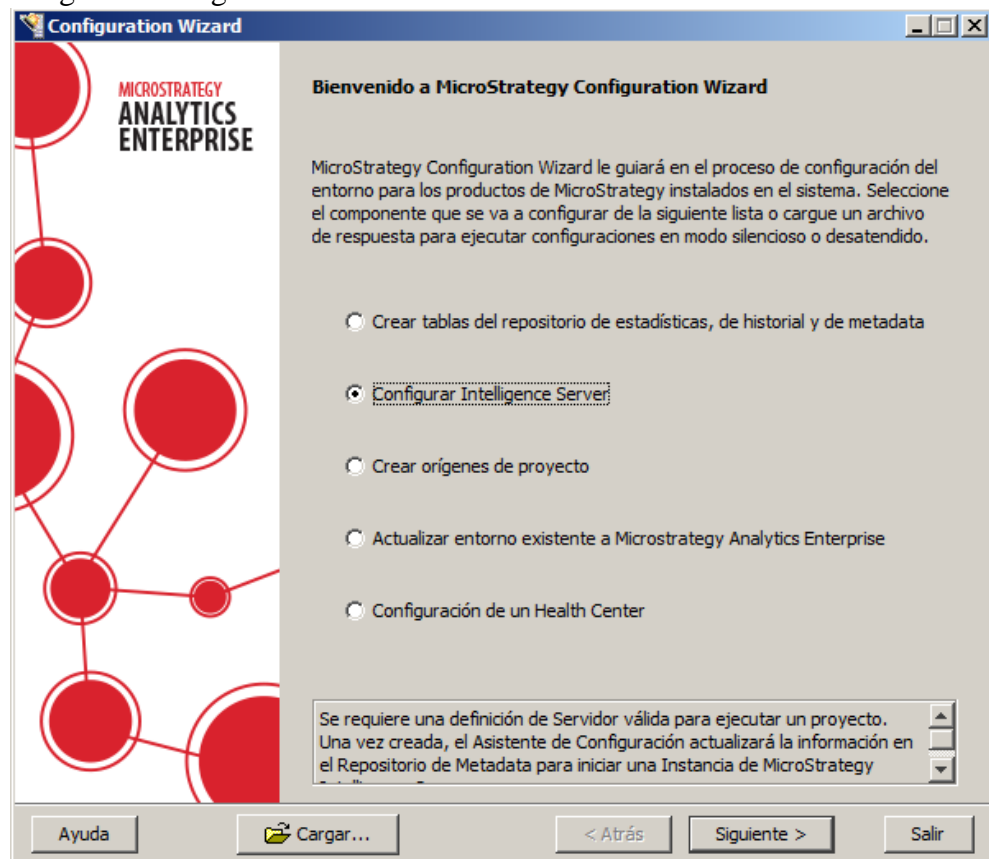 Configuration Wizard
MICROSTRATEGY
ANALYTICS
ENTERPRISE
Bienvenido a MicroStrategy Configuration Wizard
MicroStrategy Configuration Wizard le guiará en el proceso de configuración del
entorno para los productos de MicroStrategy instalados en el sistema. Seleccione
el componente que se va a configurar de la siguiente lista o cargue un archivo
de respuesta para ejecutar configuraciones en modo silencioso o desatendido.
Crear tablas del repositorio de estadísticas, de historial y de metadata
Configurar Intelligence Server
Crear orígenes de proyecto
Actualizar entorno existente a Microstrategy Analytics Enterprise
Configuración de un Health Center
Se requiere una definición de Servidor válida para ejecutar un proyecto.
Una vez creada, el Asistente de Configuración actualizará la información en
el Repositorio de Metadata para iniciar una Instancia de MicroStrategy
Ayuda
Cargar...
< Atrás
Siguiente >
Salir